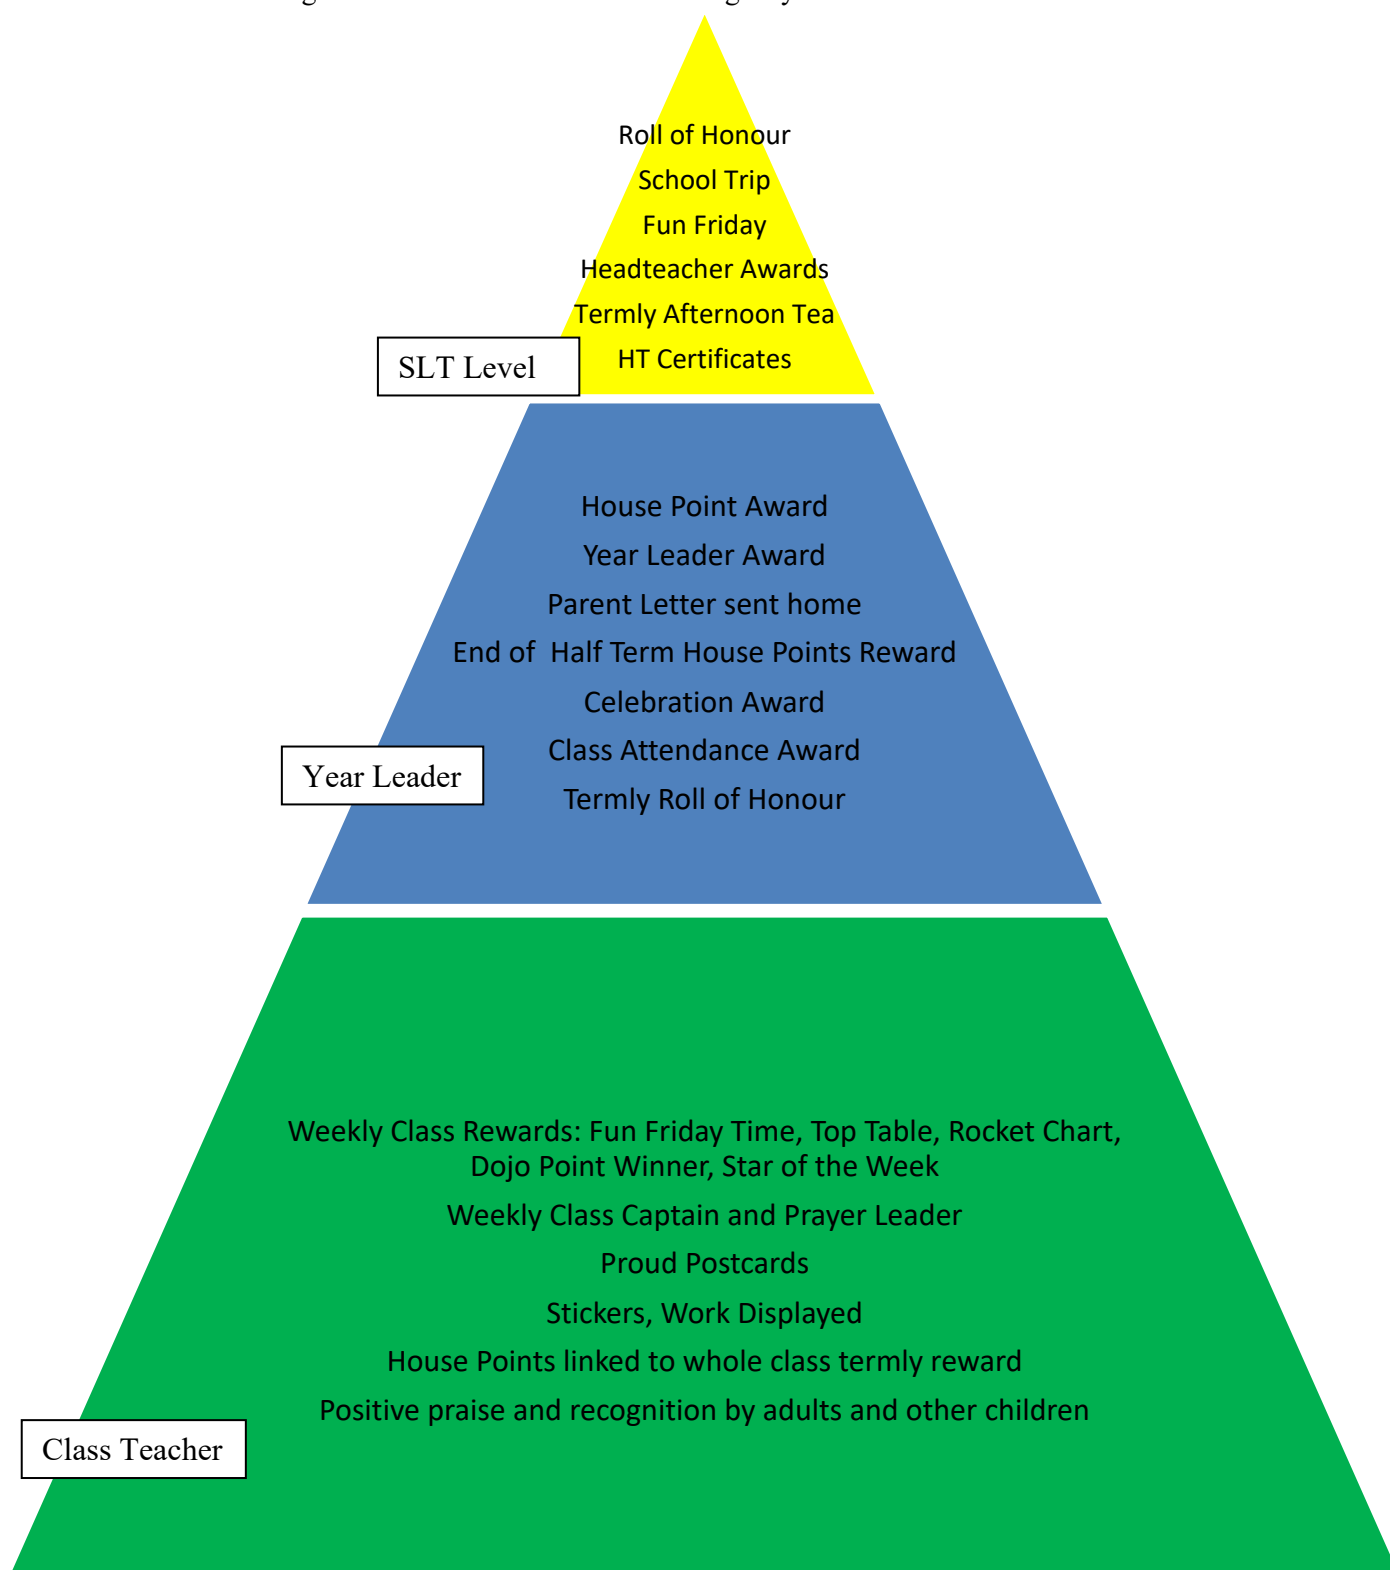 Roll of Honour
School Trip
Fun Friday
Headteacher Awards
Termly Afternoon Tea
HT Certificates
SLT Level
House Point Award
Year Leader Award
Parent Letter sent home
End of  Half Term House Points Reward
Celebration Award
Class Attendance Award
Year Leader
Termly Roll of Honour
Weekly Class Rewards: Fun Friday Time, Top Table, Rocket Chart,
Dojo Point Winner, Star of the Week
Weekly Class Captain and Prayer Leader
Proud Postcards
Stickers, Work Displayed
House Points linked to whole class termly reward
Positive praise and recognition by adults and other children
Class Teacher